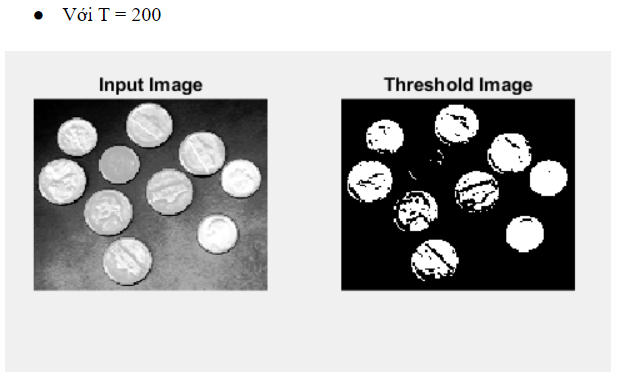 ● Với T = 200
Input Image
Threshold Image